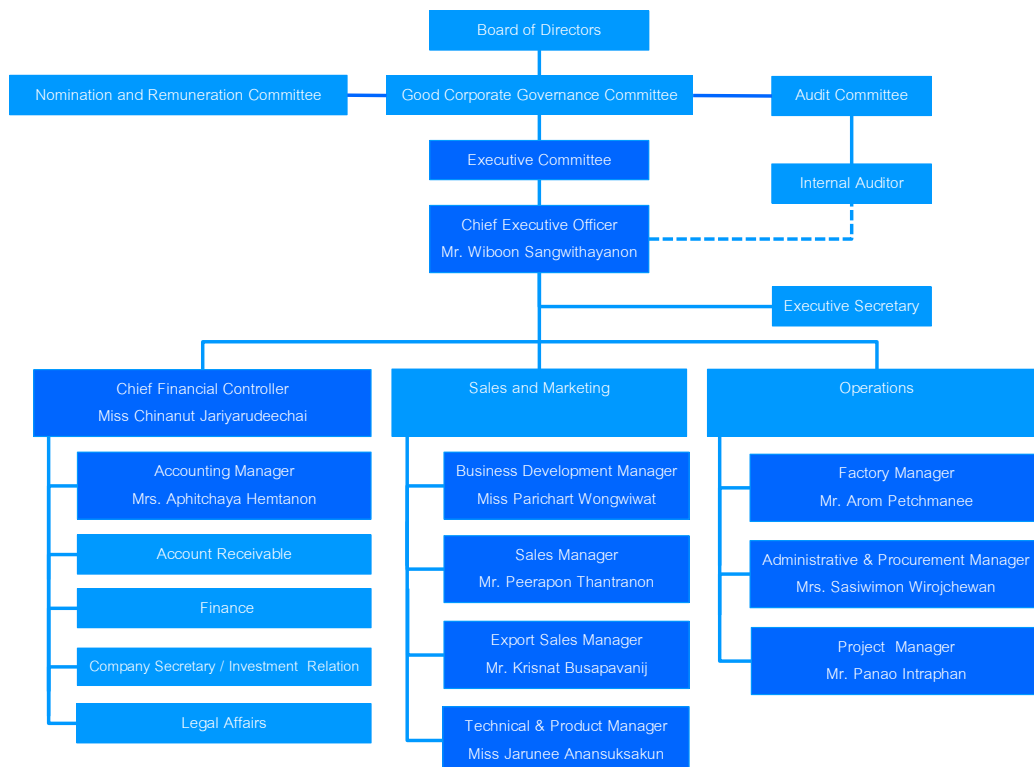 Board of Directors
Nomination and Remuneration Committee
Good Corporate Governance Committee
Audit Committee
Executive Committee
Internal Auditor
Chief Executive Officer
Mr. Wiboon Sangwithayanon
Executive Secretary
Chief Financial Controller
Miss Chinanut Jariyarudeechai
Sales and Marketing
Operations
Accounting Manager
Mrs. Aphitchaya Hemtanon
Account Receivable
Finance
Company Secretary / Investment Relation
Legal Affairs
Business Development Manager
Miss Parichart Wongwiwat
Sales Manager
Mr. Peerapon Thantranon
Export Sales Manager
Mr. Krisnat Busapavanij
Technical & Product Manager
Miss Jarunee Anansuksakun
Factory Manager
Mr. Arom Petchmanee
Administrative & Procurement Manager
Mrs. Sasiwimon Wirojchewan
Project Manager
Mr. Panao Intraphan